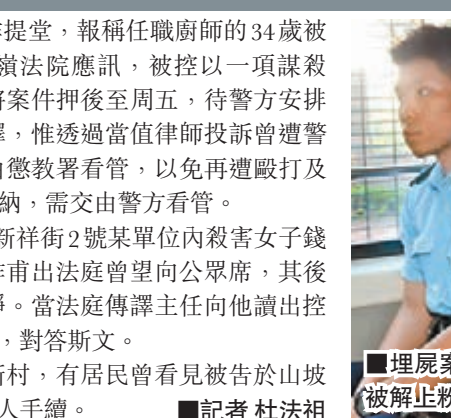 提堂，報稱任職廚師的34歲被
嶺法院應訊，被控以一項謀殺
將案件押後至周五，待警方安排
，惟透過當值律師投訴曾遭警
由懲教署看管，以免再遭毆打及
納，需交由警方看管。
新祥街2號某單位內殺害女子錢
甫出法庭曾望向公眾席，其後
。當法庭傳譯主任向他讀出控
，對答斯文。
新村，有居民曾看見被告於山坡
人手續。 ■記者 杜法祖
■埋屍案
被解上粉